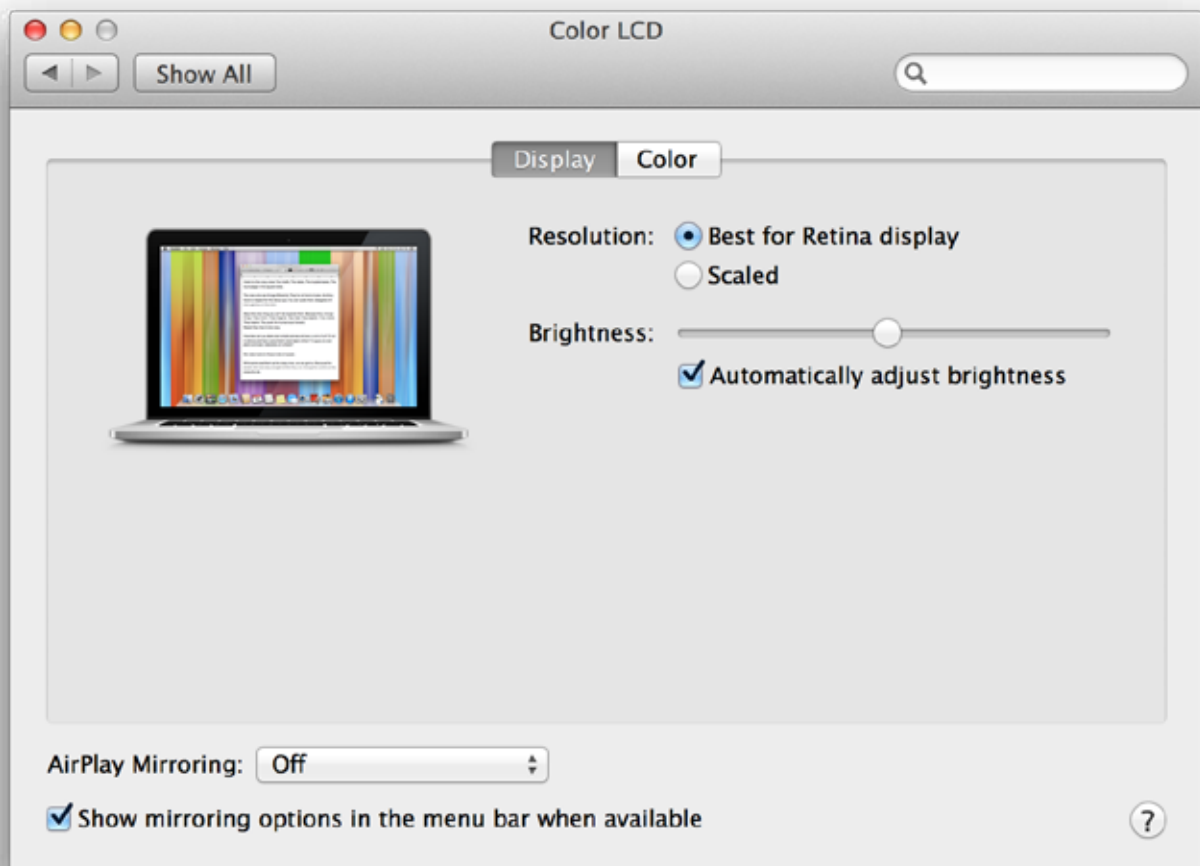 Color LCD
Show All
Display Color
Resolution: Best for Retina display
Scaled
Brightness:
Automatically adjust brightness
AirPlay Mirroring: Off
Show mirroring options in the menu bar when available
?